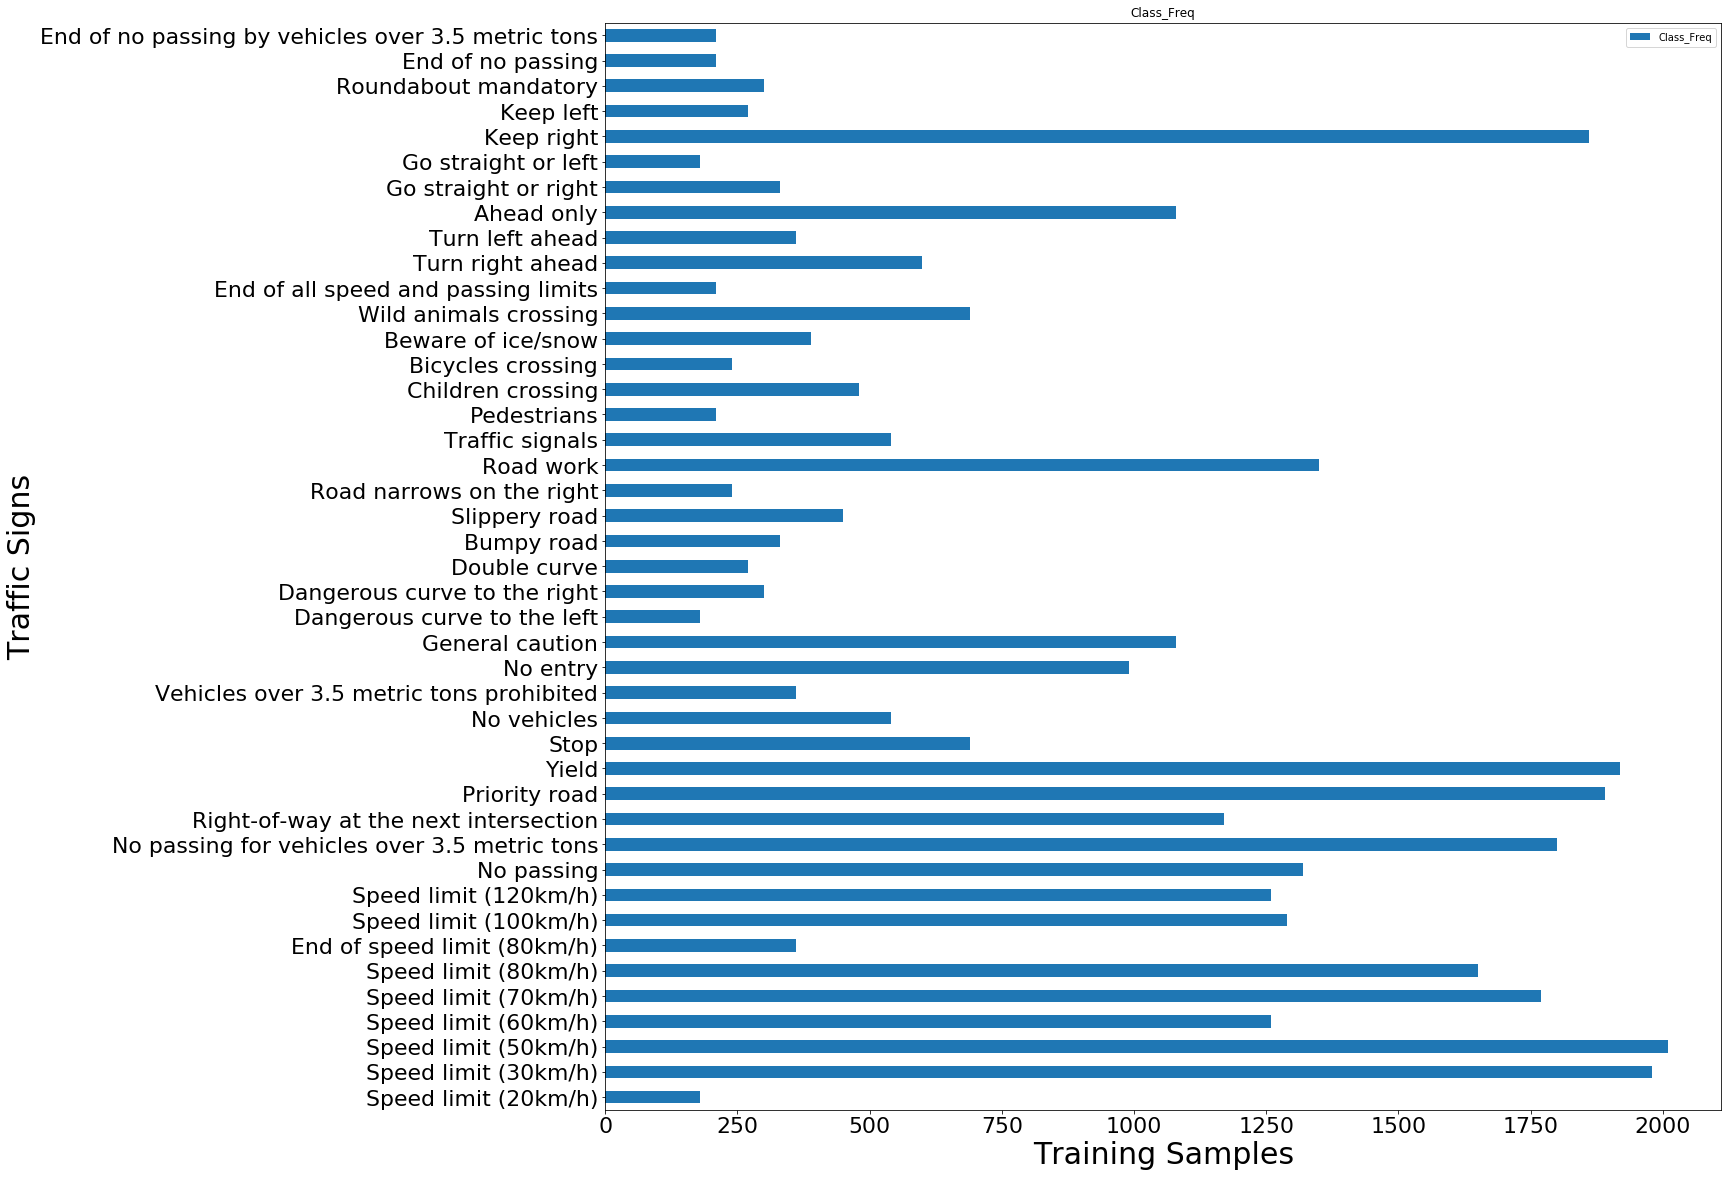 Class_Freq
Class_Freq
End of no passing by vehicles over 3.5 metric tons
End of no passing
Roundabout mandatory
Keep left
Keep right
Go straight or left
Go straight or right
Ahead only
Turn left ahead
Turn right ahead
End of all speed and passing limits
Wild animals crossing
Beware of ice/snow
Bicycles crossing
Children crossing
Pedestrians
Traffic signals
Road work
Road narrows on the right
Slippery road
Bumpy road
Double curve
Dangerous curve to the right
Dangerous curve to the left
General caution
No entry
Vehicles over 3.5 metric tons prohibited
No vehicles
Stop
Yield
Priority road
Right-of-way at the next intersection
No passing for vehicles over 3.5 metric tons
No passing
Speed limit (120km/h)
Speed limit (100km/h)
End of speed limit (80km/h)
Speed limit (80km/h)
Speed limit (70km/h)
Speed limit (60km/h)
Speed limit (50km/h)
Speed limit (30km/h)
Speed limit (20km/h)
Traffic Signs
0 250 500 750 1000 1250 1500 1750 2000
Training Samples